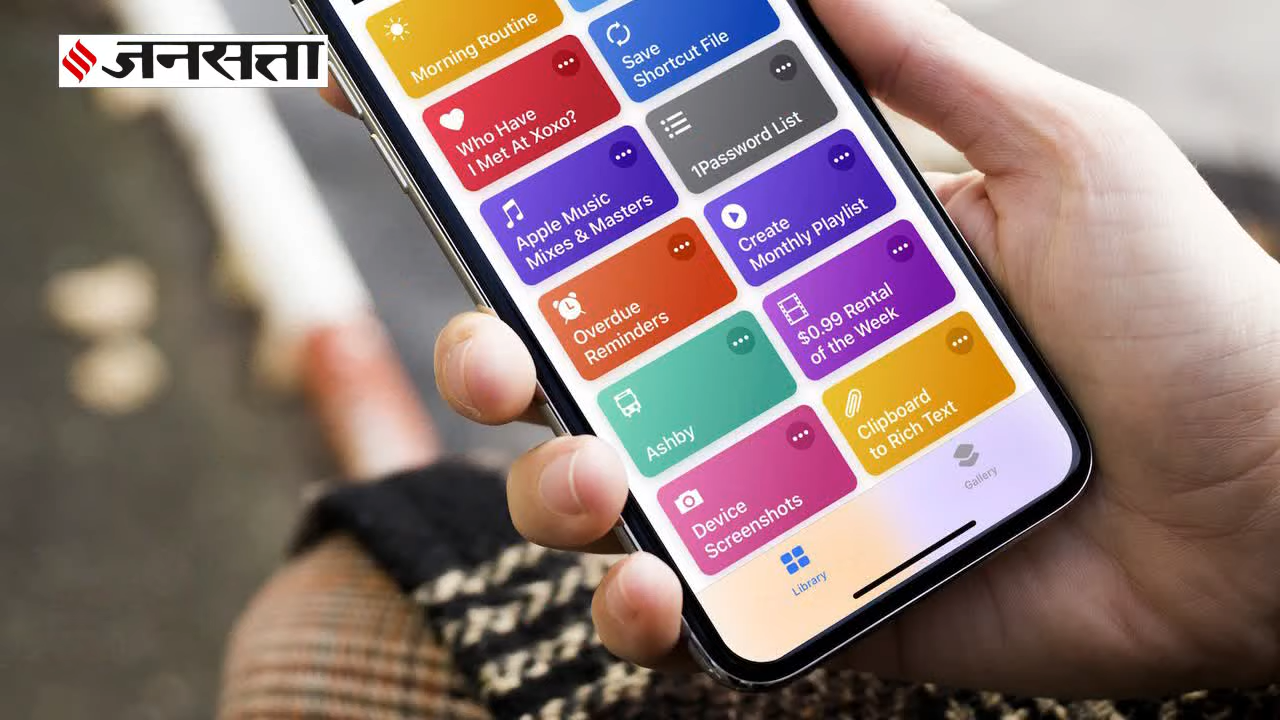 जनसत्ता
Morning Routine
Save
Shortcut File
Who Have
I Met At Xoxo?
1Password List
Apple Music
Mixes & Masters
Create
Monthly Playlist
Overdue
Reminders
$0.99 Rental
of the Week
Ashby
Clipboard
to Rich Text
Device
Screenshots
Library
Gallery